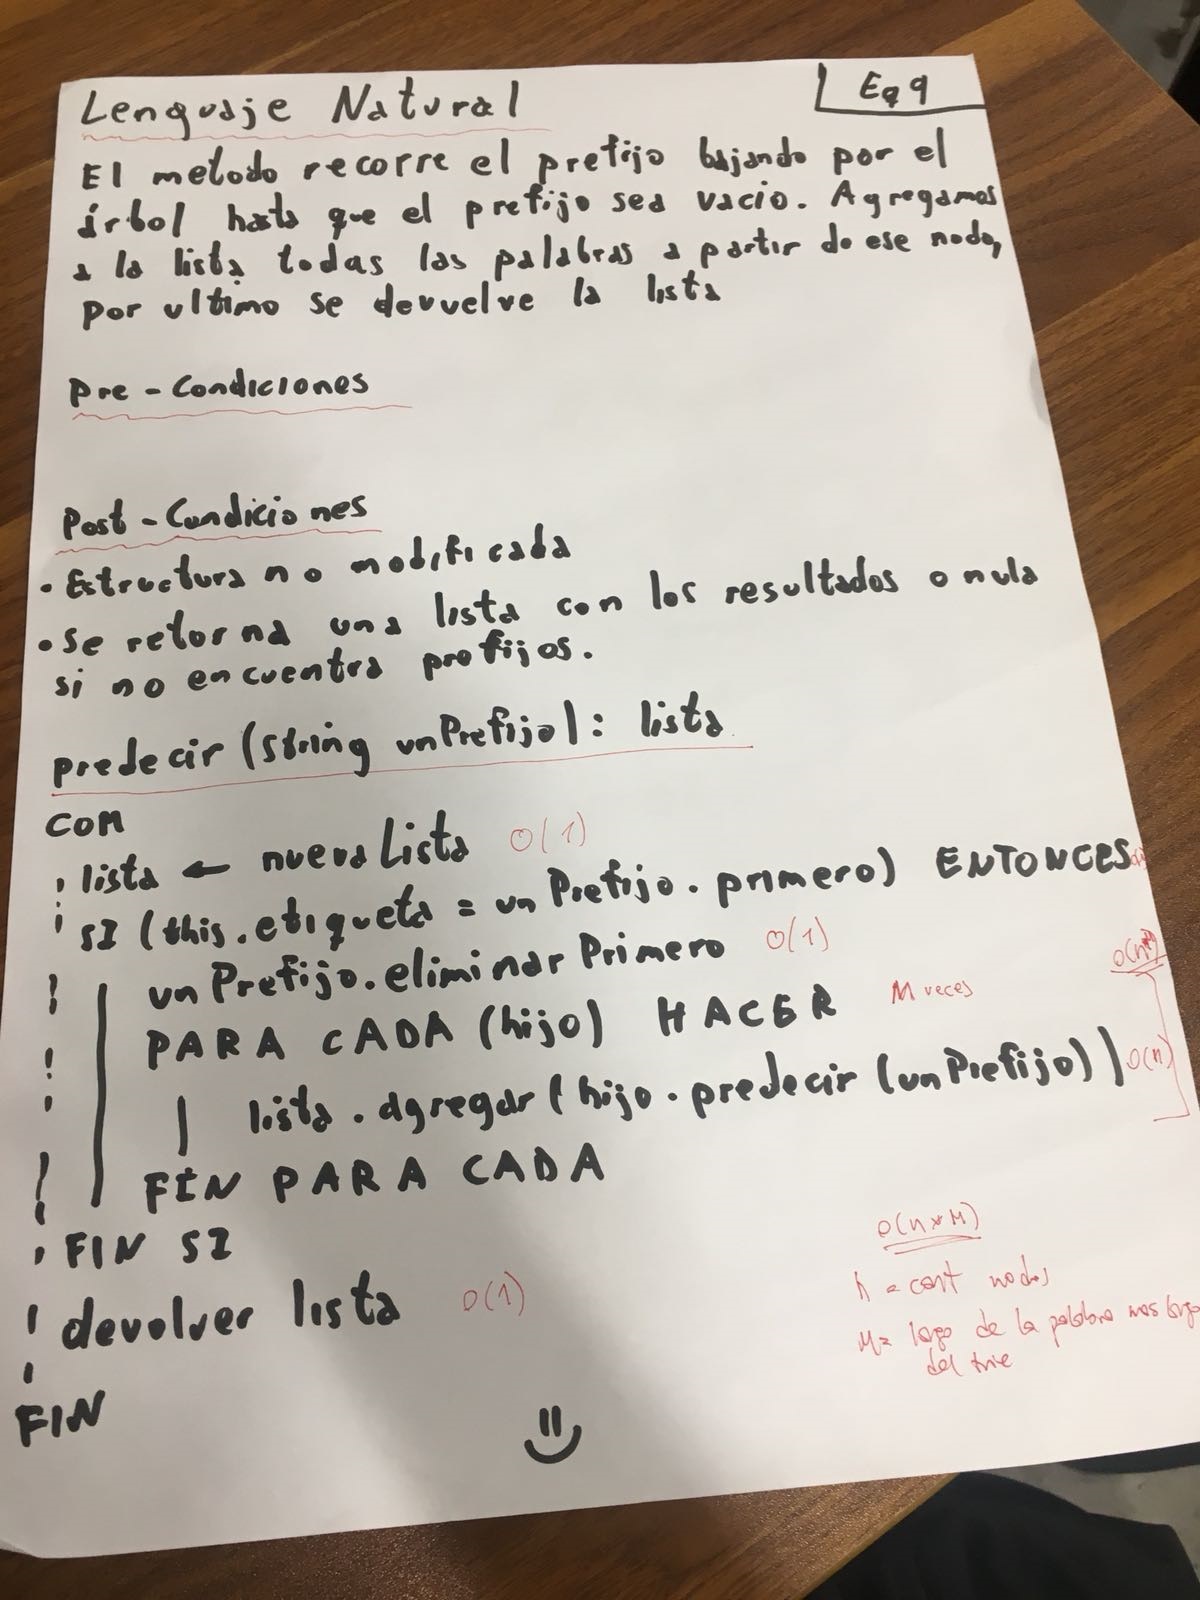 Lenguaje Natural
Eq 9
El metodo recorre el prefijo bajando por el
árbol hasta que el prefijo sea vacio. Agregamos
a la lista todas las palabras a partir de ese nodo,
por ultimo se devuelve la lista
Pre-Condiciones
Post-Condiciones
• Estructura no modificada
• Se retorna una lista con los resultados o nula
si no encuentra prefijos.
predecir (string unPrefijo): lista
COM
lista ← nuevaLista O(1)
SI (this.etiqueta = unPrefijo.primero) ENTONCES
unPrefijo.eliminarPrimero O(1)
PARA CADA (hijo) HACER M veces
lista.agregar(hijo.predecir(unPrefijo)) O(n)
FIN PARA CADA
FIN SI
devolver lista O(1)
FIN
O(n*M)
n = cant nodos
M = largo de la palabra mas larga
del trie